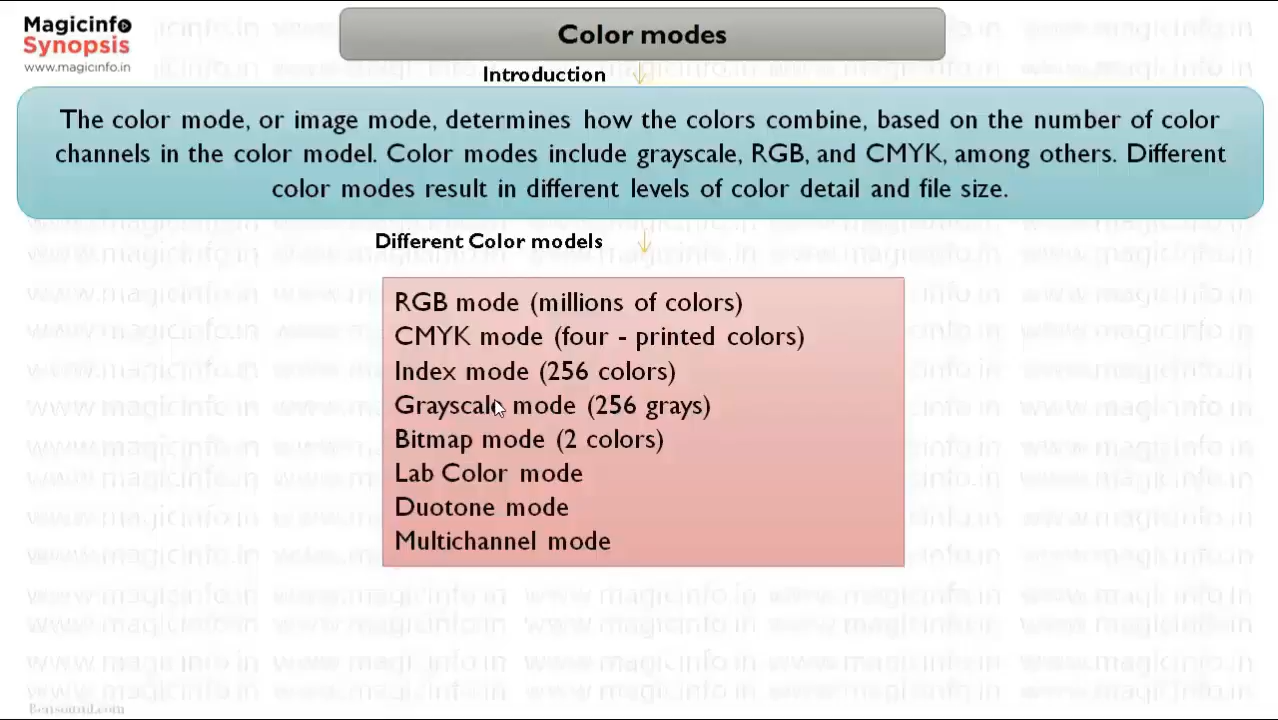 Magicinfo
Synopsis
www.magicinfo.in
Color modes
Introduction
The color mode, or image mode, determines how the colors combine, based on the number of color
channels in the color model. Color modes include grayscale, RGB, and CMYK, among others. Different
color modes result in different levels of color detail and file size.
Different Color models
RGB mode (millions of colors)
CMYK mode (four - printed colors)
Index mode (256 colors)
Grayscale mode (256 grays)
Bitmap mode (2 colors)
Lab Color mode
Duotone mode
Multichannel mode
Bensound.com